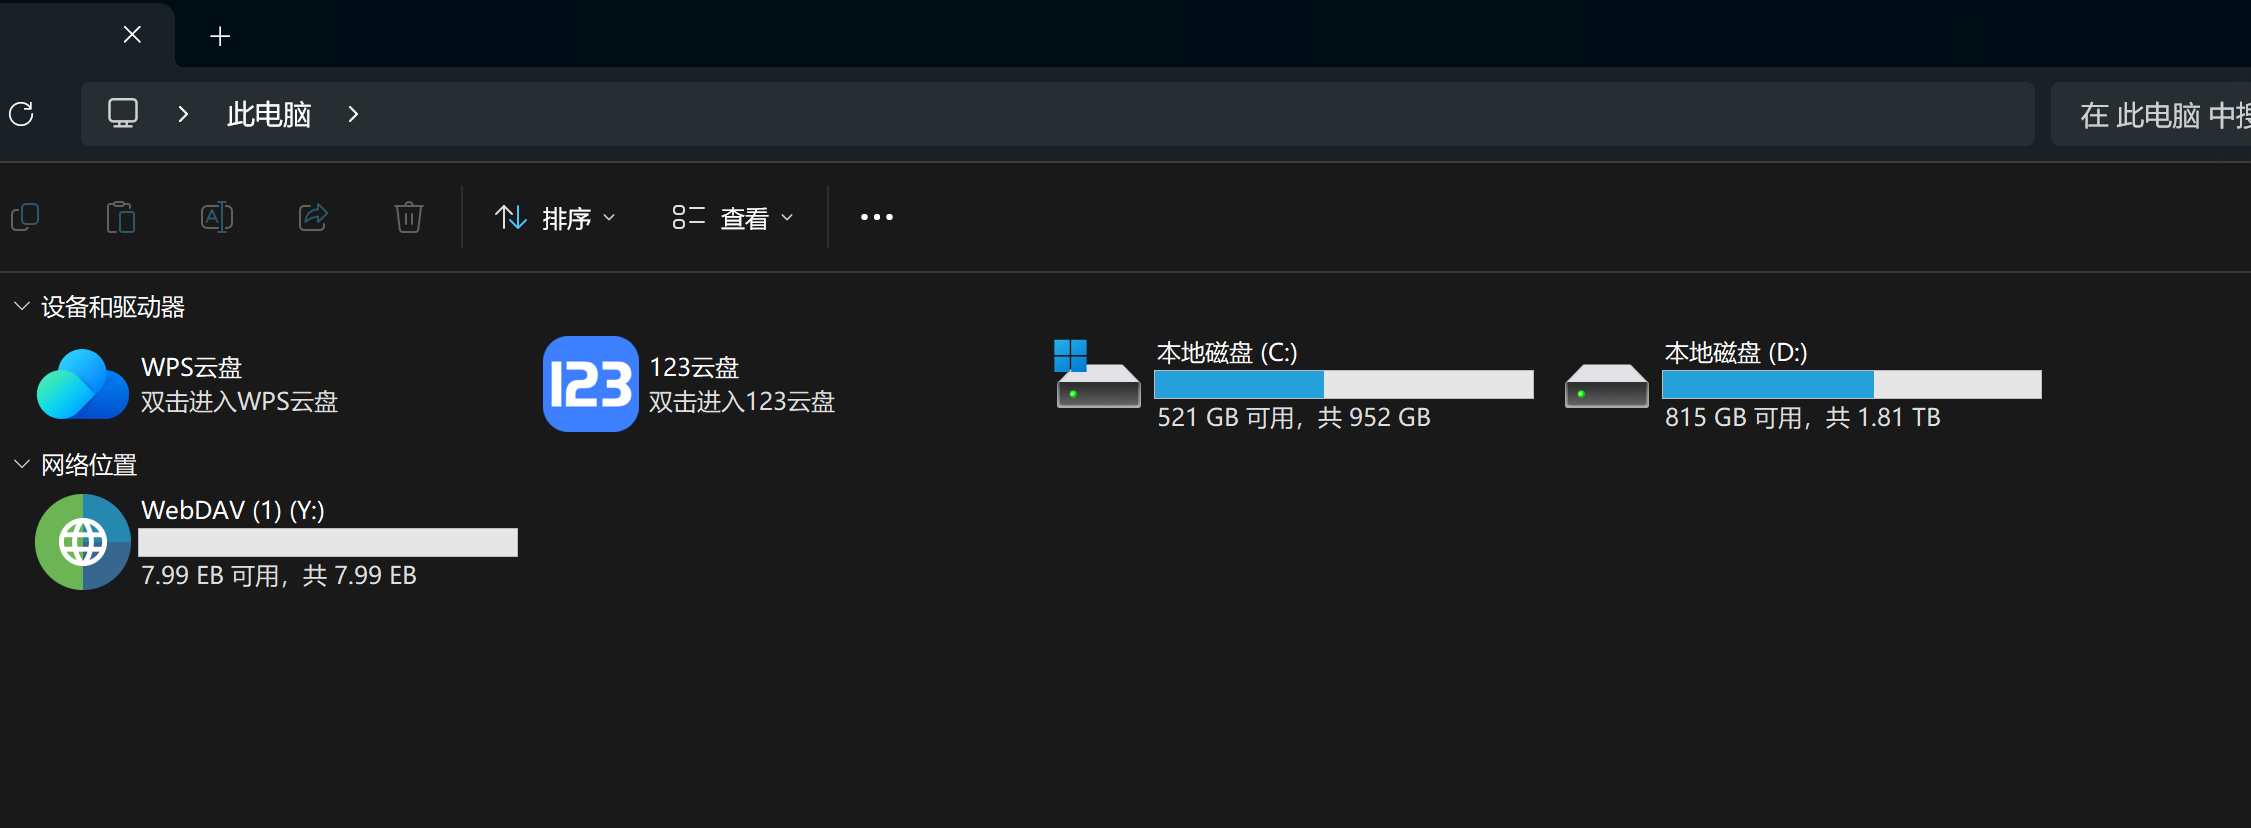 此电脑
在 此电脑 中
排序
查看
设备和驱动器
WPS云盘
双击进入WPS云盘
123
123云盘
双击进入123云盘
本地磁盘 (C:)
521 GB 可用，共 952 GB
本地磁盘 (D:)
815 GB 可用，共 1.81 TB
网络位置
WebDAV (1) (Y:)
7.99 EB 可用，共 7.99 EB